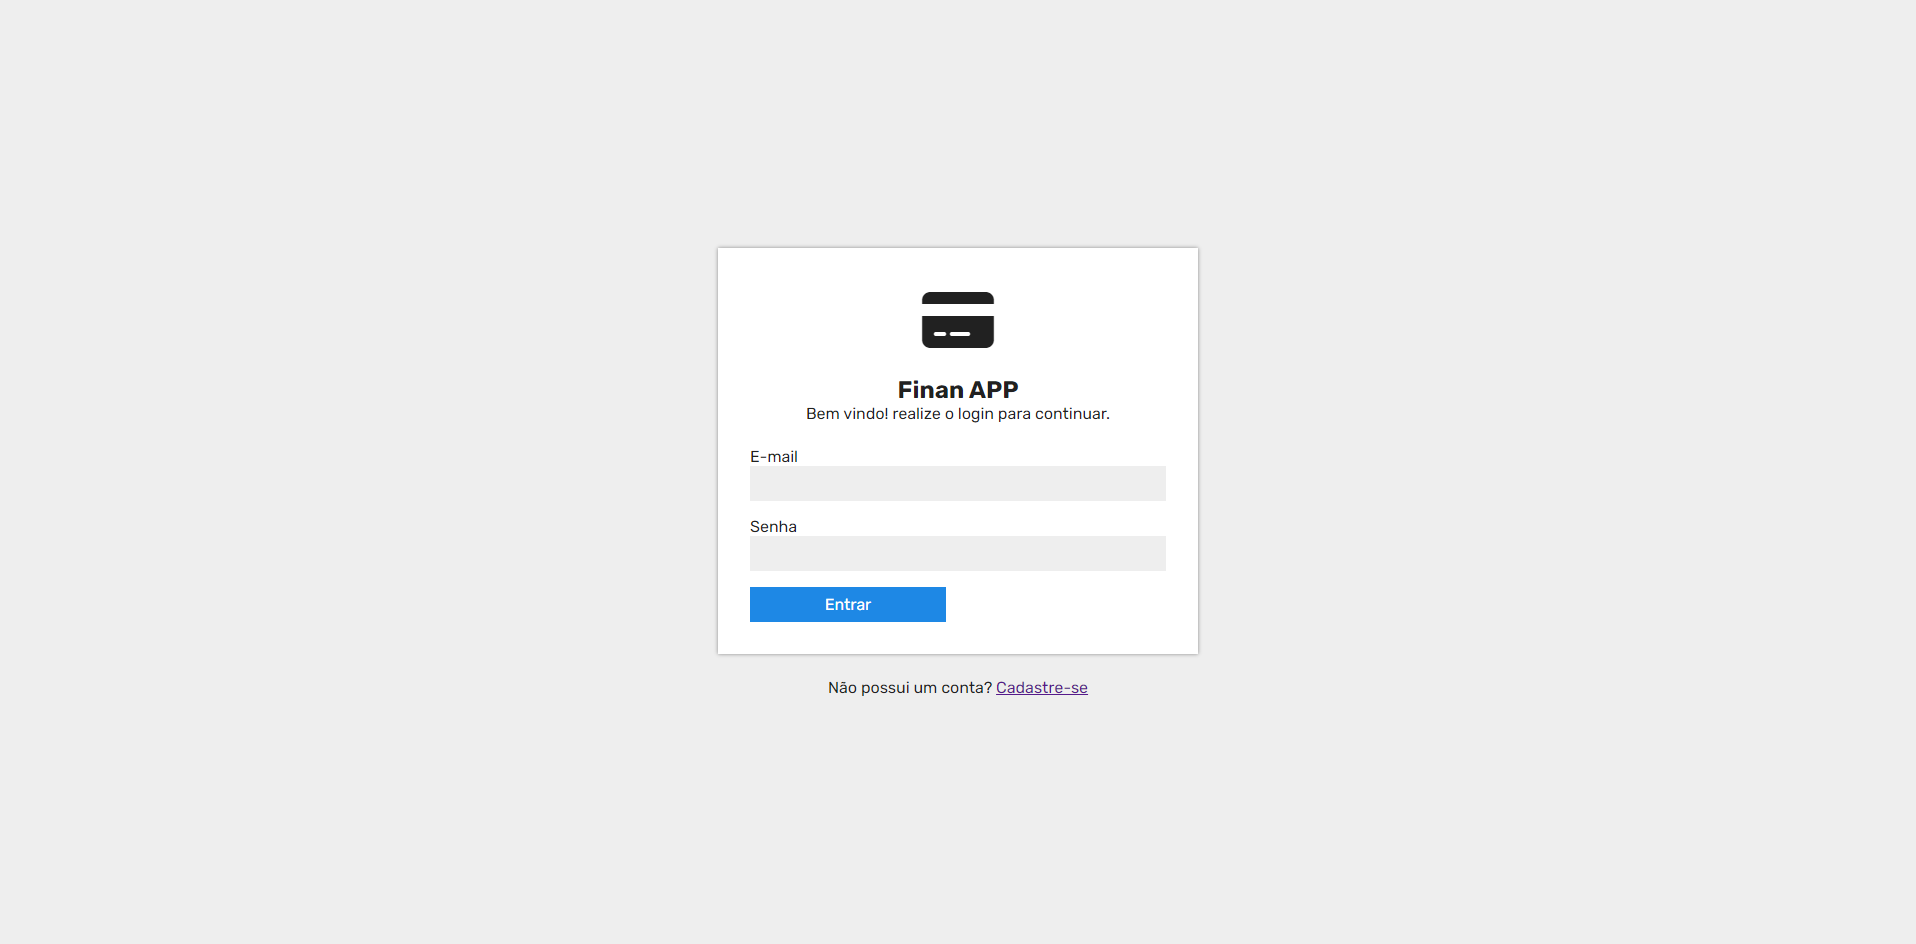 Finan APP
Bem vindo! realize o login para continuar.
E-mail
Senha
Entrar
Não possui um conta? Cadastre-se